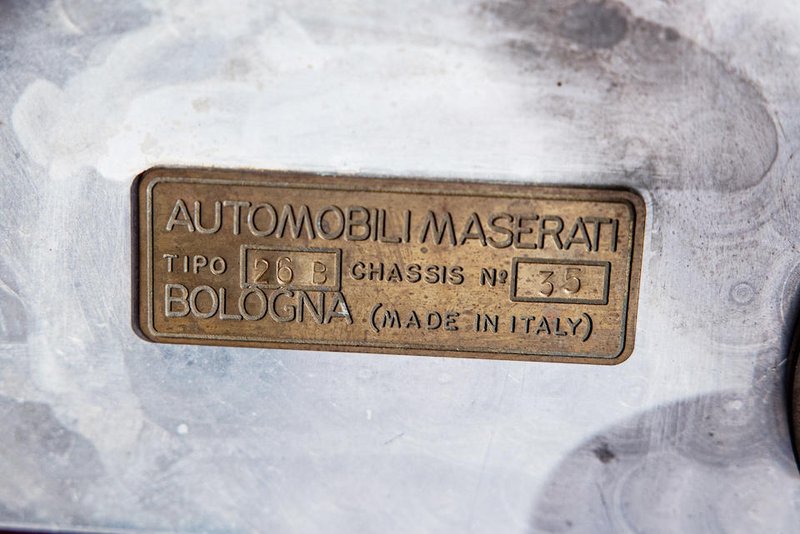 AUTOMOBILI MASERATI
TIPO 26 B CHASSIS Nº 35
BOLOGNA (MADE IN ITALY)